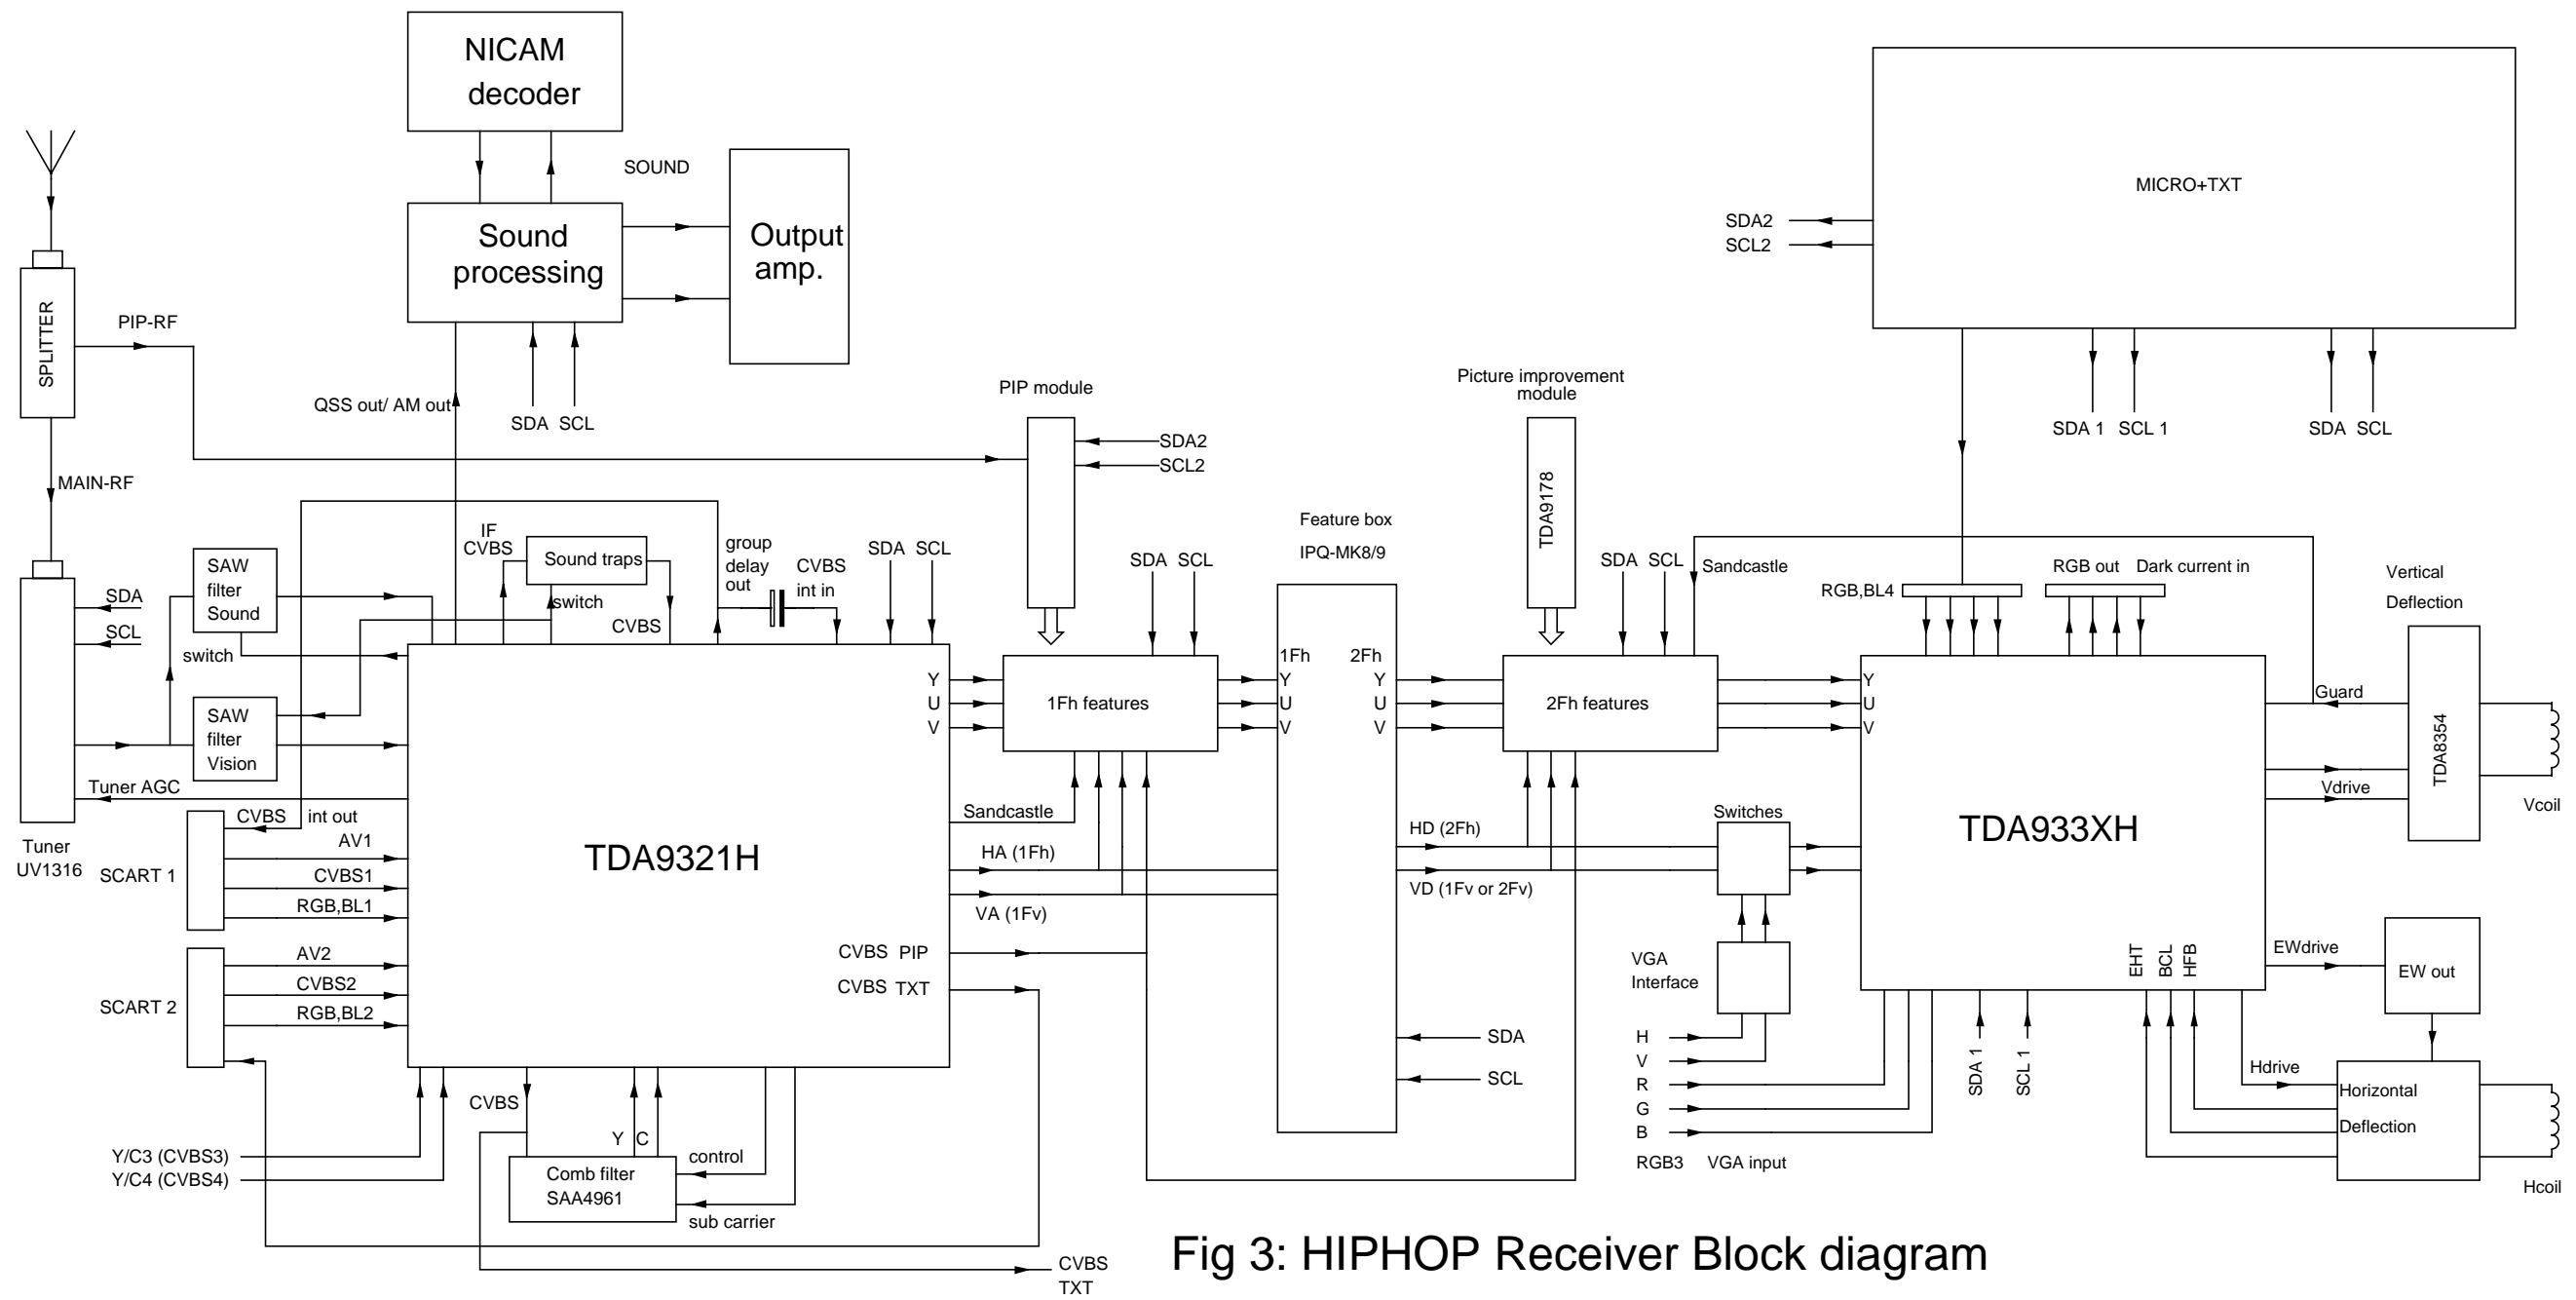 NICAM
decoder
SOUND
Sound
processing
Output
amp.
MICRO+TXT
SDA2
SCL2
SPLITTER
PIP-RF
QSS out/ AM out
SDA SCL
PIP module
SDA2
SCL2
Picture improvement
module
TDA9178
SDA 1 SCL 1
SDA SCL
MAIN-RF
Feature box
IPQ-MK8/9
IF
CVBS
Sound traps
switch
CVBS
group
delay
out
CVBS
int in
SDA SCL
SDA SCL
SDA SCL
Sandcastle
RGB,BL4
RGB out Dark current in
Vertical
Deflection
SAW
filter
Sound
SDA
SCL
switch
SAW
filter
Vision
Tuner AGC
Tuner
UV1316
Y
U
V
1Fh features
1Fh
Y
U
V
2Fh
Y
U
V
2Fh features
Y
U
V
Guard
TDA8354
Vdrive
Vcoil
CVBS int out
AV1
CVBS1
RGB,BL1
SCART 1
TDA9321H
Sandcastle
HA (1Fh)
VA (1Fv)
HD (2Fh)
VD (1Fv or 2Fv)
Switches
TDA933XH
AV2
CVBS2
RGB,BL2
SCART 2
CVBS PIP
CVBS TXT
VGA
Interface
EHT
BCL
HFB
EWdrive
EW out
SDA
SCL
H
V
R
G
B
RGB3 VGA input
SDA 1
SCL 1
Hdrive
Horizontal
Deflection
Hcoil
CVBS
Y C
Y/C3 (CVBS3)
Y/C4 (CVBS4)
Comb filter
SAA4961
control
sub carrier
CVBS
TXT
Fig 3: HIPHOP Receiver Block diagram